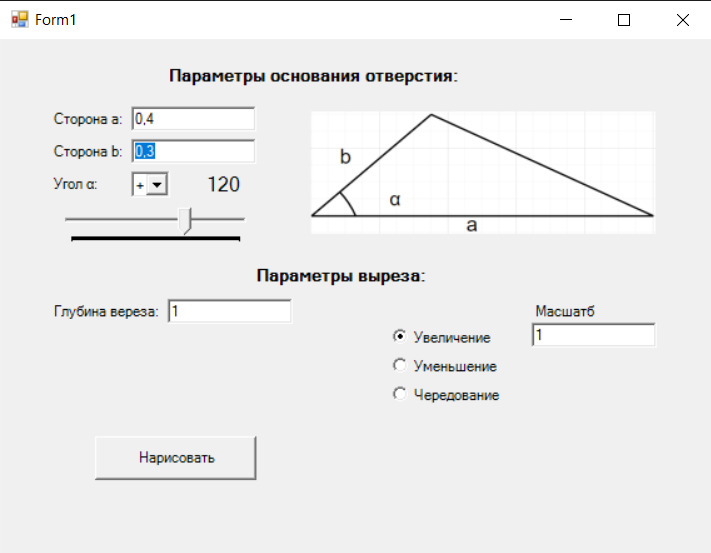 Form1
Параметры основания отверстия:
Сторона a: 0,4
Сторона b: 0,3
Угол α: + 120
b
α
a
Параметры выреза:
Глубина вереза: 1
Масшатб
Увеличение 1
Уменьшение
Чередование
Нарисовать